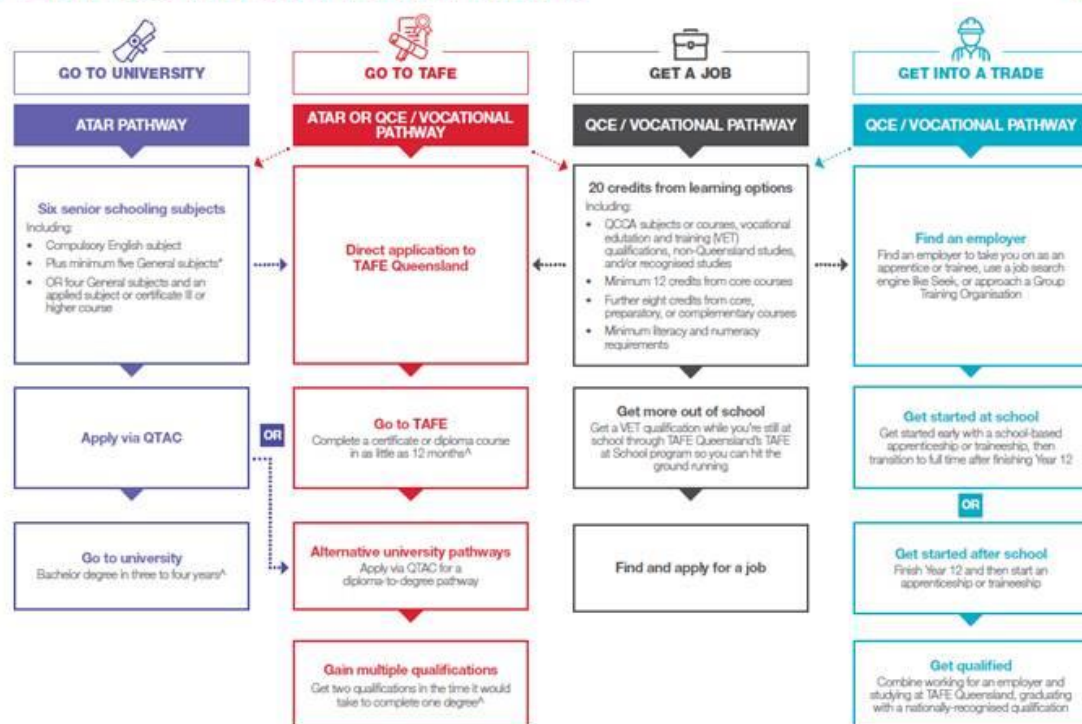 GO TO UNIVERSITY
ATAR PATHWAY
Six senior schooling subjects
Including:
• Compulsory English subject
• Plus minimum five General subjects*
• OR four General subjects and an
applied subject or certificate III or
higher course
Apply via QTAC
OR
Go to university
Bachelor degree in three to four years^
GO TO TAFE
ATAR OR QCE / VOCATIONAL
PATHWAY
Direct application to
TAFE Queensland
Go to TAFE
Complete a certificate or diploma course
in as little as 12 months^
Alternative university pathways
Apply via QTAC for a
diploma-to-degree pathway
Gain multiple qualifications
Get two qualifications in the time it would
take to complete one degree^
GET A JOB
QCE / VOCATIONAL PATHWAY
20 credits from learning options
Including:
• QCCA subjects or courses, vocational
edutation and training (VET)
qualifications, non-Queensland studies,
and/or recognised studies
• Minimum 12 credits from core courses
• Further eight credits from core,
preparatory, or complementary courses
• Minimum literacy and numeracy
requirements
Get more out of school
Get a VET qualification while you're still at
school through TAFE Queensland's TAFE
at School program so you can hit the
ground running
Find and apply for a job
GET INTO A TRADE
QCE / VOCATIONAL PATHWAY
Find an employer
Find an employer to take you on as an
apprentice or trainee, use a job search
engine like Seek, or approach a Group
Training Organisation
Get started at school
Get started early with a school-based
apprenticeship or traineeship, then
transition to full time after finishing Year 12
OR
Get started after school
Finish Year 12 and then start an
apprenticeship or traineeship
Get qualified
Combine working for an employer and
studying at TAFE Queensland, graduating
with a nationally-recognised qualification